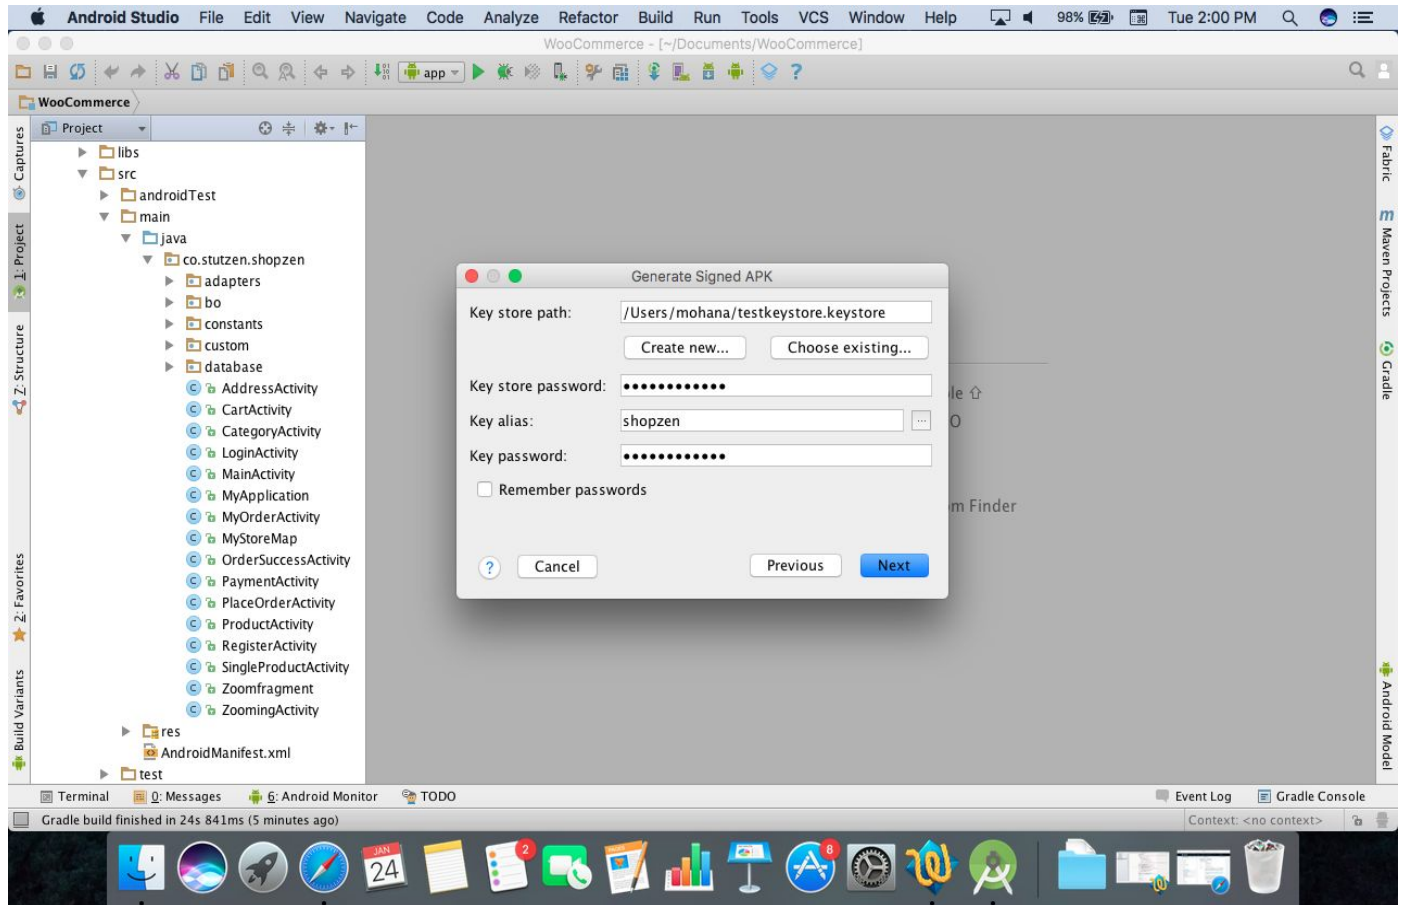 Android Studio File Edit View Navigate Code Analyze Refactor Build Run Tools VCS Window Help 98% Tue 2:00 PM
WooCommerce - [~/Documents/WooCommerce]
app
WooCommerce
Captures
1: Project
7: Structure
2: Favorites
Build Variants
Project
libs
src
androidTest
main
java
co.stutzen.shopzen
adapters
bo
constants
custom
database
AddressActivity
CartActivity
CategoryActivity
LoginActivity
MainActivity
MyApplication
MyOrderActivity
MyStoreMap
OrderSuccessActivity
PaymentActivity
PlaceOrderActivity
ProductActivity
RegisterActivity
SingleProductActivity
Zoomfragment
ZoomingActivity
res
AndroidManifest.xml
test
Generate Signed APK
Key store path: /Users/mohana/testkeystore.keystore
Create new... Choose existing...
Key store password: ••••••••••••
Key alias: shopzen ...
Key password: ••••••••••••
Remember passwords
? Cancel Previous Next
Finder
Fabric
Maven Projects
Gradle
Android Model
Terminal 0: Messages 6: Android Monitor TODO Event Log Gradle Console
Gradle build finished in 24s 841ms (5 minutes ago) Context: <no context>
JAN
24
2
8